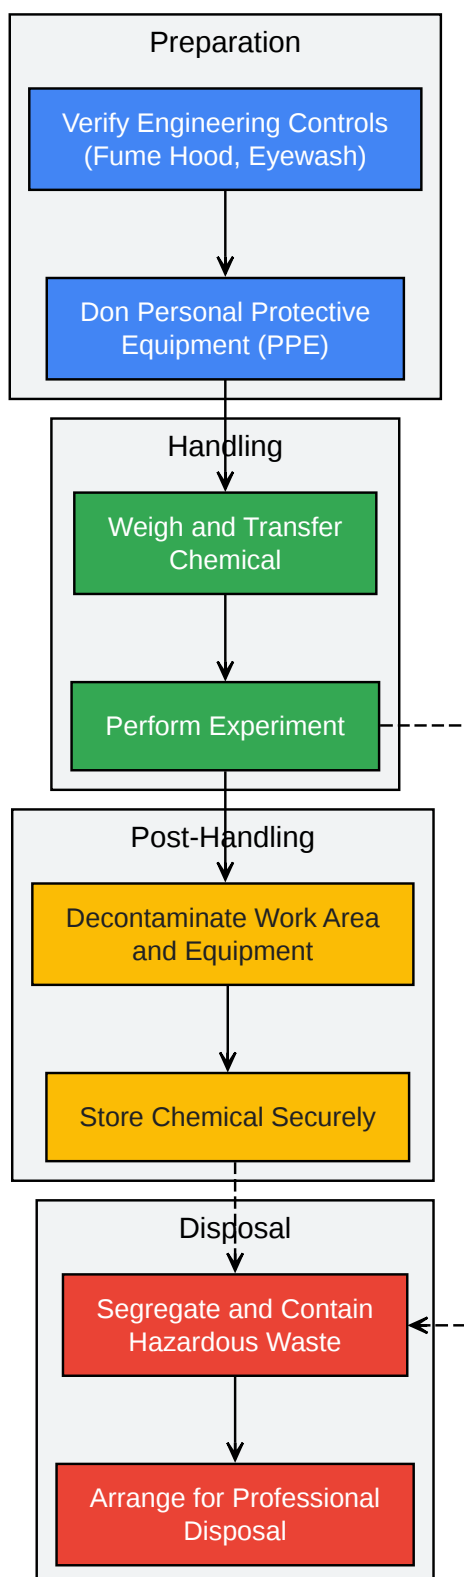 Preparation
Verify Engineering Controls
(Fume Hood, Eyewash)
Don Personal Protective
Equipment (PPE)
Handling
Weigh and Transfer
Chemical
Perform Experiment
Post-Handling
Decontaminate Work Area
and Equipment
Store Chemical Securely
Disposal
Segregate and Contain
Hazardous Waste
Arrange for Professional
Disposal